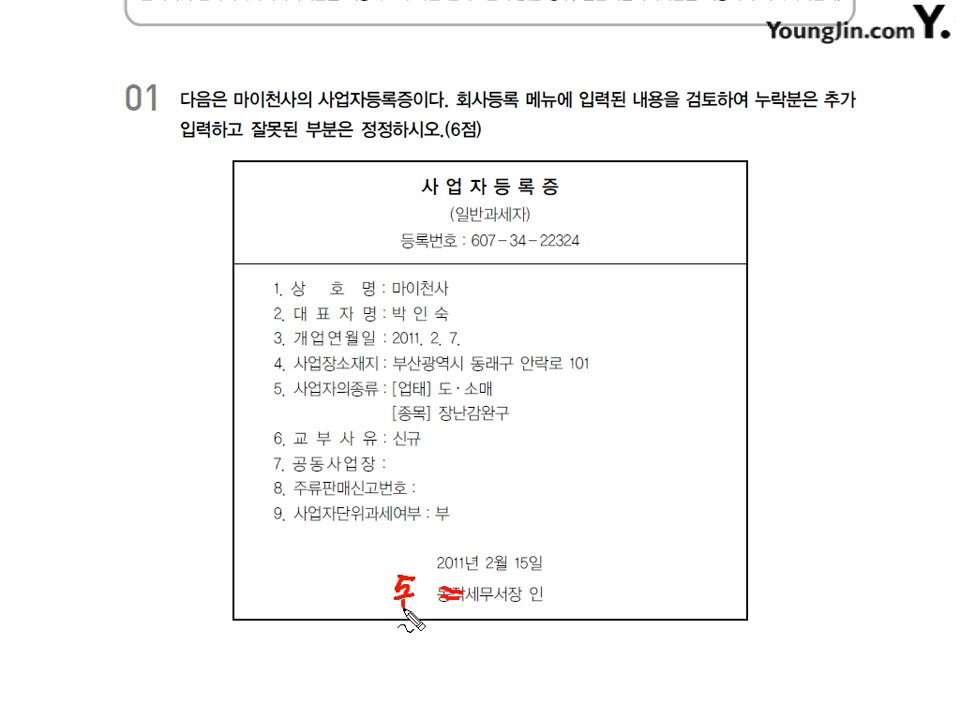 YoungJin.com Y.
01 다음은 마이천사의 사업자등록증이다. 회사등록 메뉴에 입력된 내용을 검토하여 누락분은 추가
입력하고 잘못된 부분은 정정하시오.(6점)
사 업 자 등 록 증
(일반과세자)
등록번호 : 607-34-22324
1. 상 호 명 : 마이천사
2. 대 표 자 명 : 박 인 숙
3. 개업연월일 : 2011. 2. 7.
4. 사업장소재지 : 부산광역시 동래구 안락로 101
5. 사업자의종류 : [업태] 도·소매
[종목] 장난감완구
6. 교 부 사 유 : 신규
7. 공동사업장 :
8. 주류판매신고번호 :
9. 사업자단위과세여부 : 부
2011년 2월 15일
동작세무서장 인